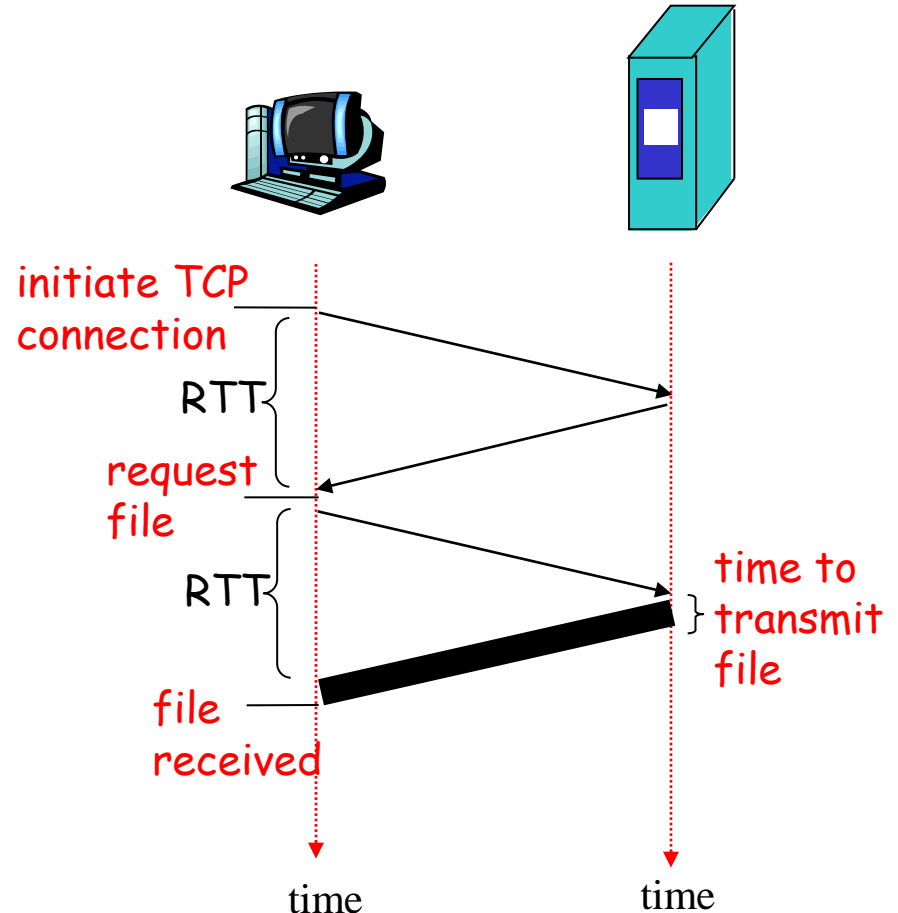 initiate TCP
connection
RTT
request
file
RTT
time to
transmit
file
file
received
time
time